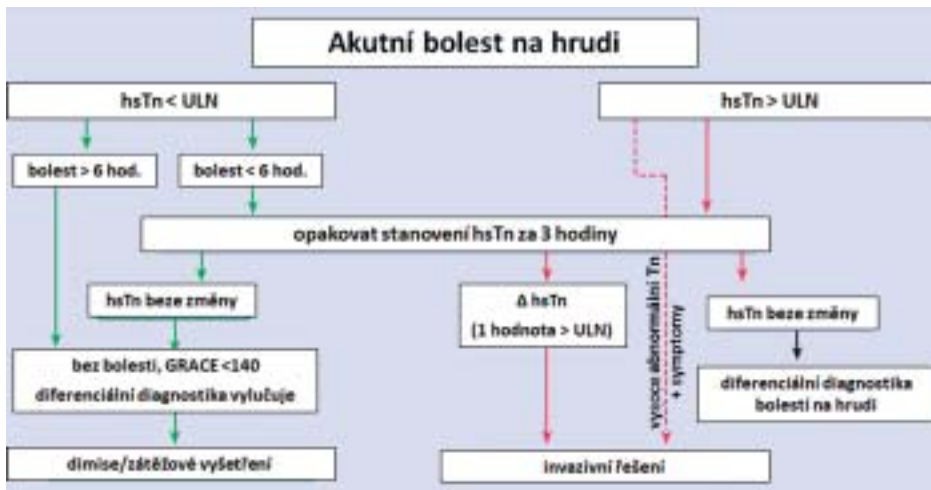 Akutní bolest na hrudi
hsTn < ULN
hsTn > ULN
bolest > 6 hod.
bolest < 6 hod.
opakovat stanovení hsTn za 3 hodiny
hsTn beze změny
Δ hsTn
(1 hodnota > ULN)
vysoce abnormální Tn
+ symptomy
hsTn beze změny
bez bolesti, GRACE <140
diferenciální diagnostika vylučuje
diferenciální diagnostika
bolesti na hrudi
dimise/zátěžové vyšetření
invazivní řešení